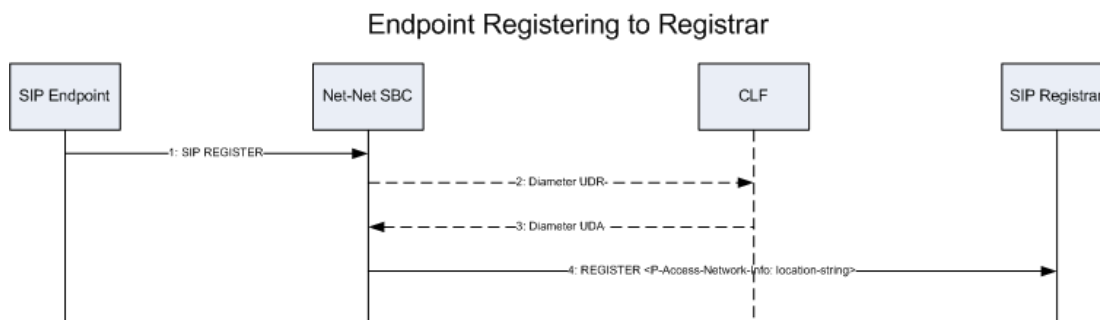 Endpoint Registering to Registrar
SIP Endpoint
Net-Net SBC
CLF
SIP Registrar
1: SIP REGISTER
2: Diameter UDR
3: Diameter UDA
4: REGISTER <P-Access-Network-Info: location-string>